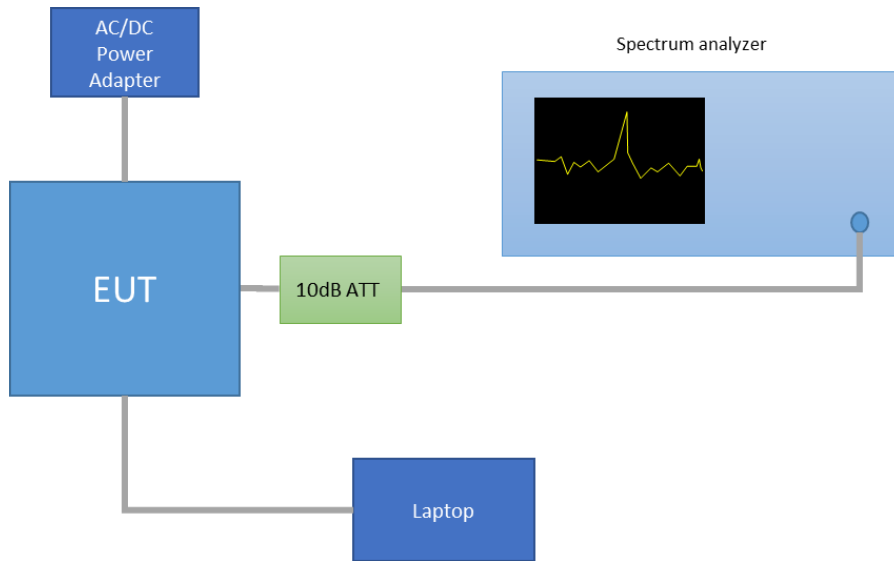 AC/DC
Power
Adapter
Spectrum analyzer
EUT
10dB ATT
Laptop